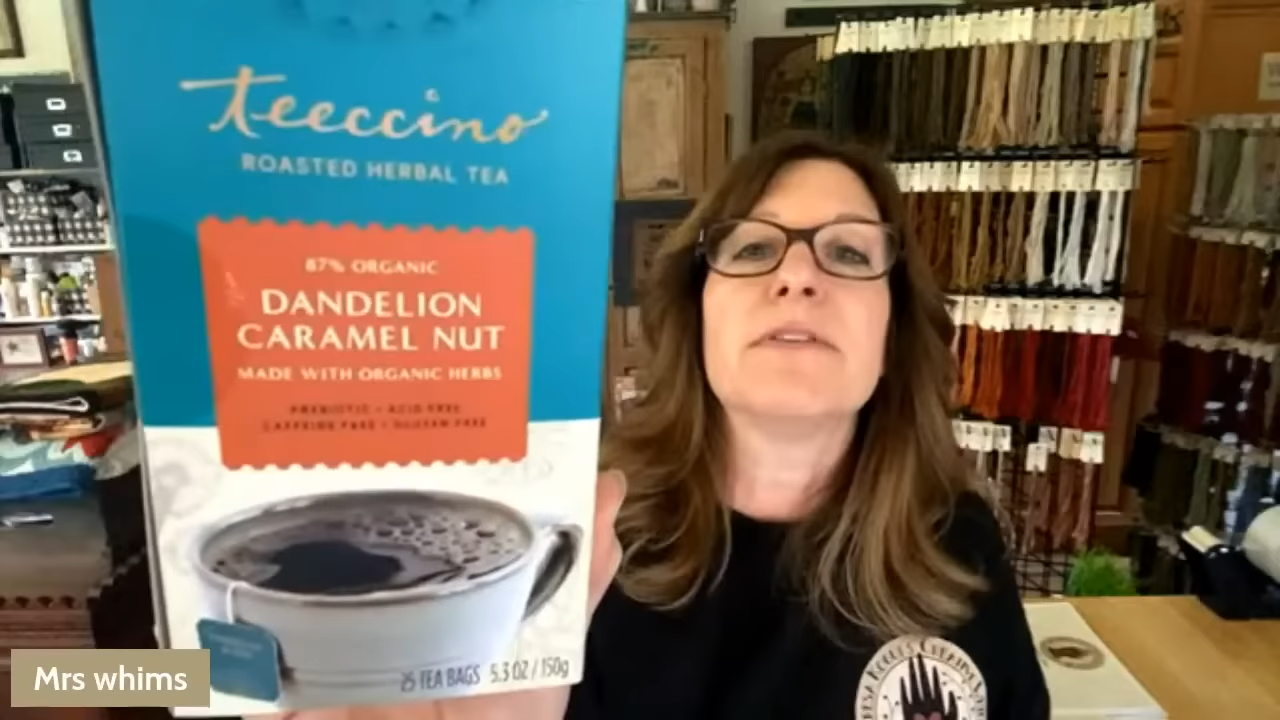 teeccino
ROASTED HERBAL TEA
87% ORGANIC
DANDELION
CARAMEL NUT
MADE WITH ORGANIC HERBS
PREBIOTIC • ACID FREE
CAFFEINE FREE • GLUTEN FREE
25 TEA BAGS 5.3 OZ / 150g
Mrs whims